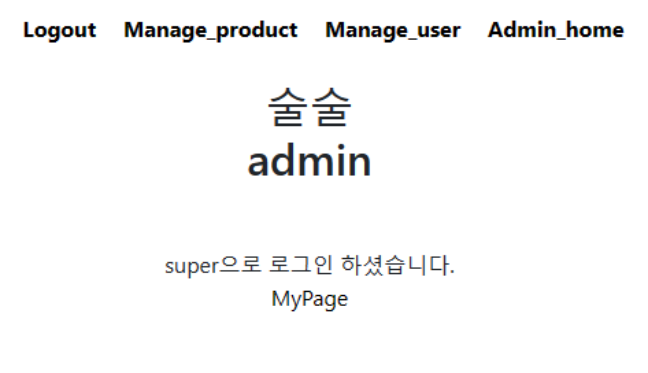 Logout Manage_product Manage_user Admin_home
술술
admin
super으로 로그인 하셨습니다.
MyPage